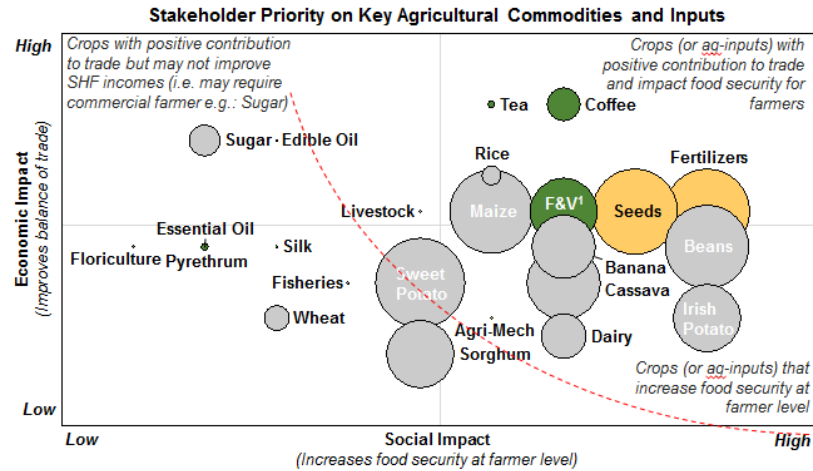 Stakeholder Priority on Key Agricultural Commodities and Inputs
High
Crops with positive contribution
to trade but may not improve
SHF incomes (i.e. may require
commercial farmer e.g.: Sugar)
Crops (or aq-inputs) with
positive contribution to trade
and impact food security for
farmers
Tea
Coffee
Sugar
Edible Oil
Rice
Fertilizers
Livestock
Maize
F&V¹
Seeds
Essential Oil
Floriculture
Pyrethrum
Silk
Beans
Banana
Fisheries
Sweet
Potato
Cassava
Wheat
Agri-Mech
Irish
Potato
Sorghum
Dairy
Crops (or aq-inputs) that
increase food security at
farmer level
Economic Impact
(Improves balance of trade)
Low
Low
Social Impact
High
(Increases food security at farmer level)